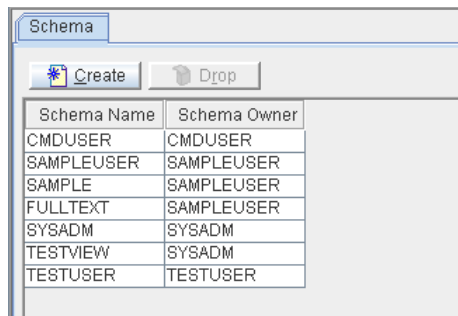 Schema
Create Drop
Schema Name Schema Owner
CMDUSER CMDUSER
SAMPLEUSER SAMPLEUSER
SAMPLE SAMPLEUSER
FULLTEXT SAMPLEUSER
SYSADM SYSADM
TESTVIEW SYSADM
TESTUSER TESTUSER